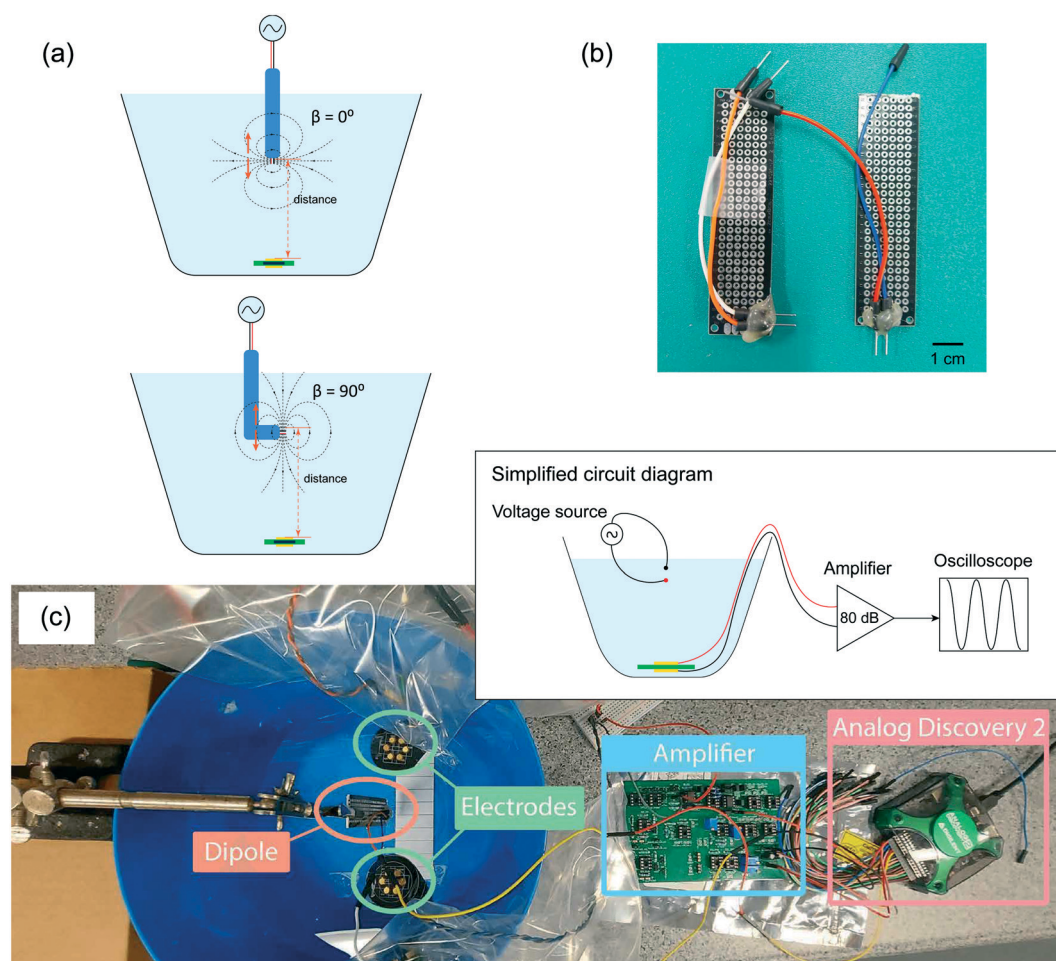 (a)
β = 0º
distance
β = 90º
distance
(b)
1 cm
Simplified circuit diagram
Voltage source
Amplifier
80 dB
Oscilloscope
(c)
Dipole
Electrodes
Amplifier
Analog Discovery 2